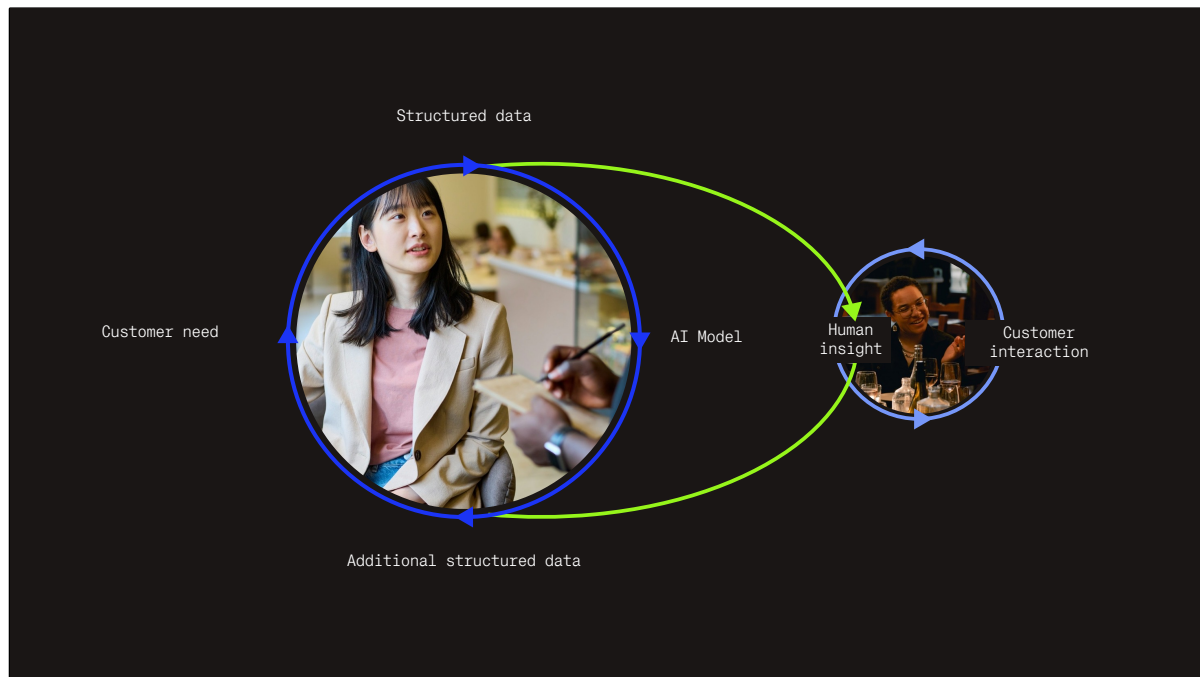 Structured data
Customer need
AI Model
Human
insight
Customer
interaction
Additional structured data